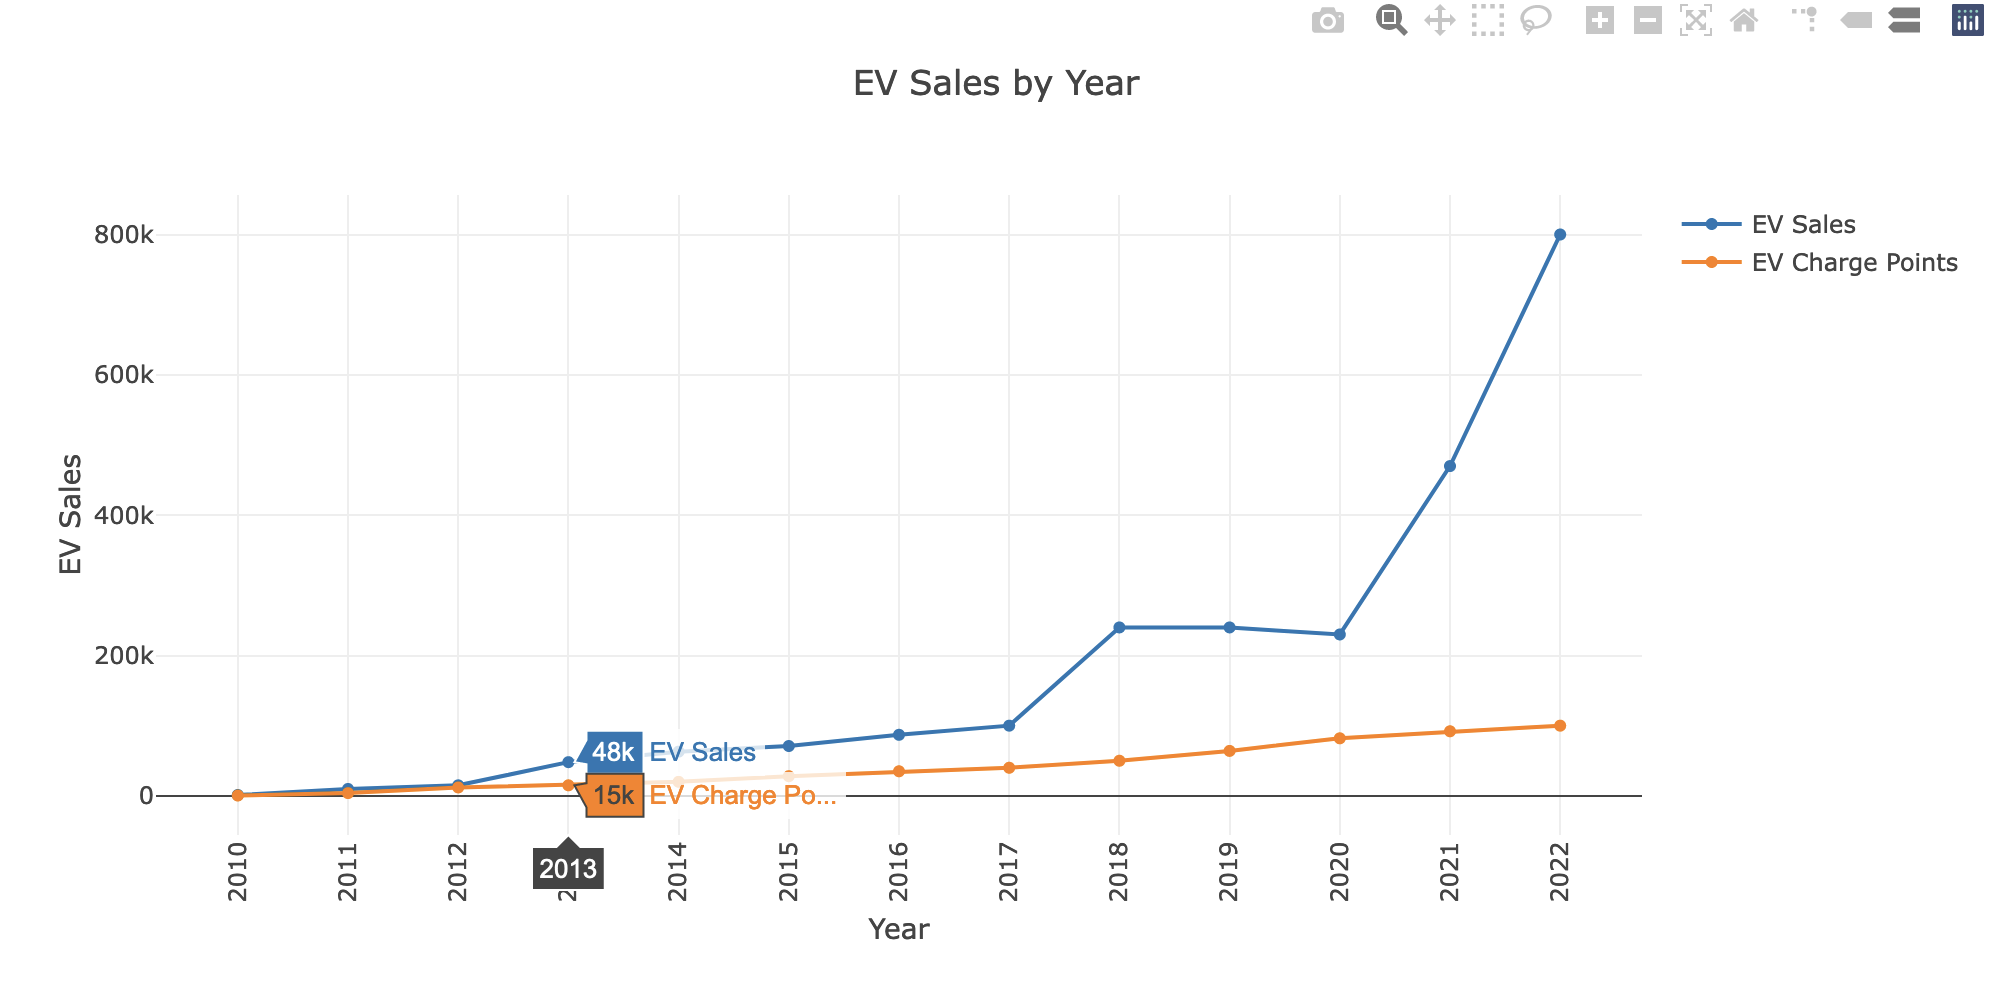 EV Sales by Year
EV Sales
EV Charge Points
800k
600k
400k
200k
0
EV Sales
48k EV Sales
15k EV Charge Po...
2010
2011
2012
2013
2014
2015
2016
2017
2018
2019
2020
2021
2022
Year